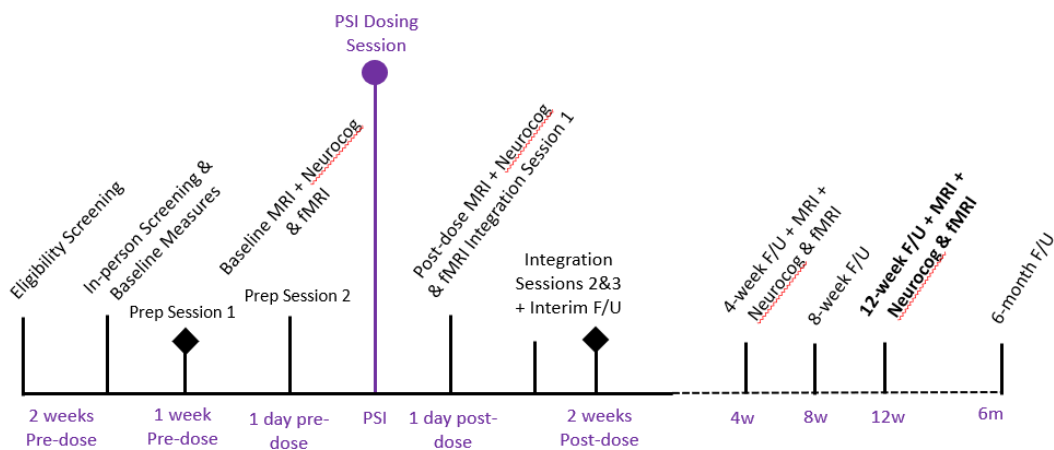 PSI Dosing
Session
Eligibility Screening
In-person Screening &
Baseline Measures
Prep Session 1
Baseline MRI + Neurocog
& fMRI
Prep Session 2
Post-dose MRI + Neurocog
& fMRI Integration Session 1
Integration
Sessions 2&3
+ Interim F/U
4-week F/U + MRI +
Neurocog & fMRI
8-week F/U
12-week F/U + MRI +
Neurocog & fMRI
6-month F/U
2 weeks
Pre-dose
1 week
Pre-dose
1 day pre-
dose
PSI
1 day post-
dose
2 weeks
Post-dose
4w
8w
12w
6m